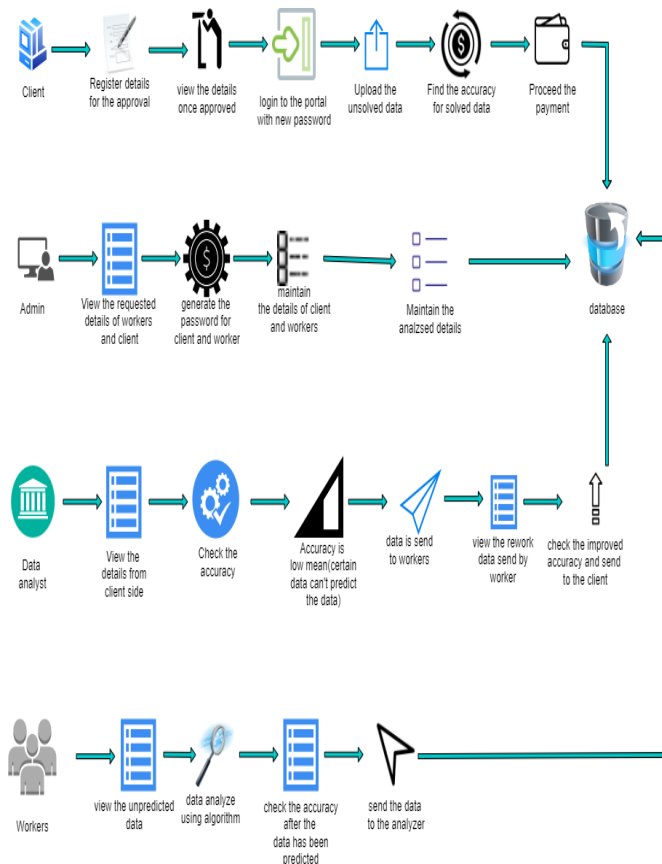 Client
Register details
for the approval
view the details
once approved
login to the portal
with new password
Upload the
unsolved data
Find the accuracy
for solved data
Proceed the
payment
Admin
View the requested
details of workers
and client
generate the
password for
client and worker
maintain
the details of client
and workers
Maintain the
analzsed details
database
Data
analyst
View the
details from
client side
Check the
accuracy
Accuracy is
low mean(certain
data can't predict
the data)
data is send
to workers
view the rework
data send by
worker
check the improved
accuracy and send
to the client
Workers
view the unpredicted
data
data analyze
using algorithm
check the accuracy
after the
data has been
predicted
send the data
to the analyzer